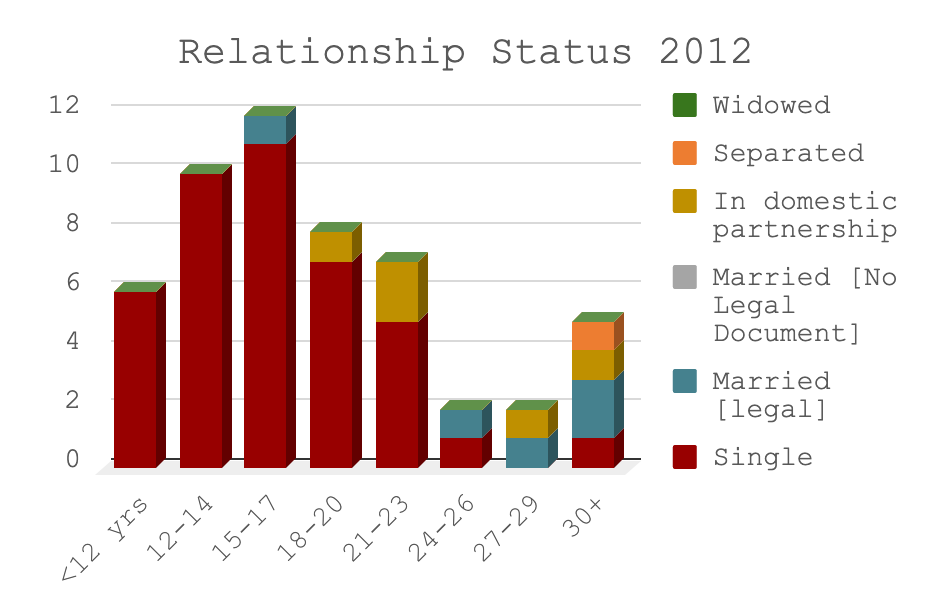 Relationship Status 2012
12
10
8
6
4
2
0
<12 yrs
12-14
15-17
18-20
21-23
24-26
27-29
30+
Widowed
Separated
In domestic
partnership
Married [No
Legal
Document]
Married
[legal]
Single